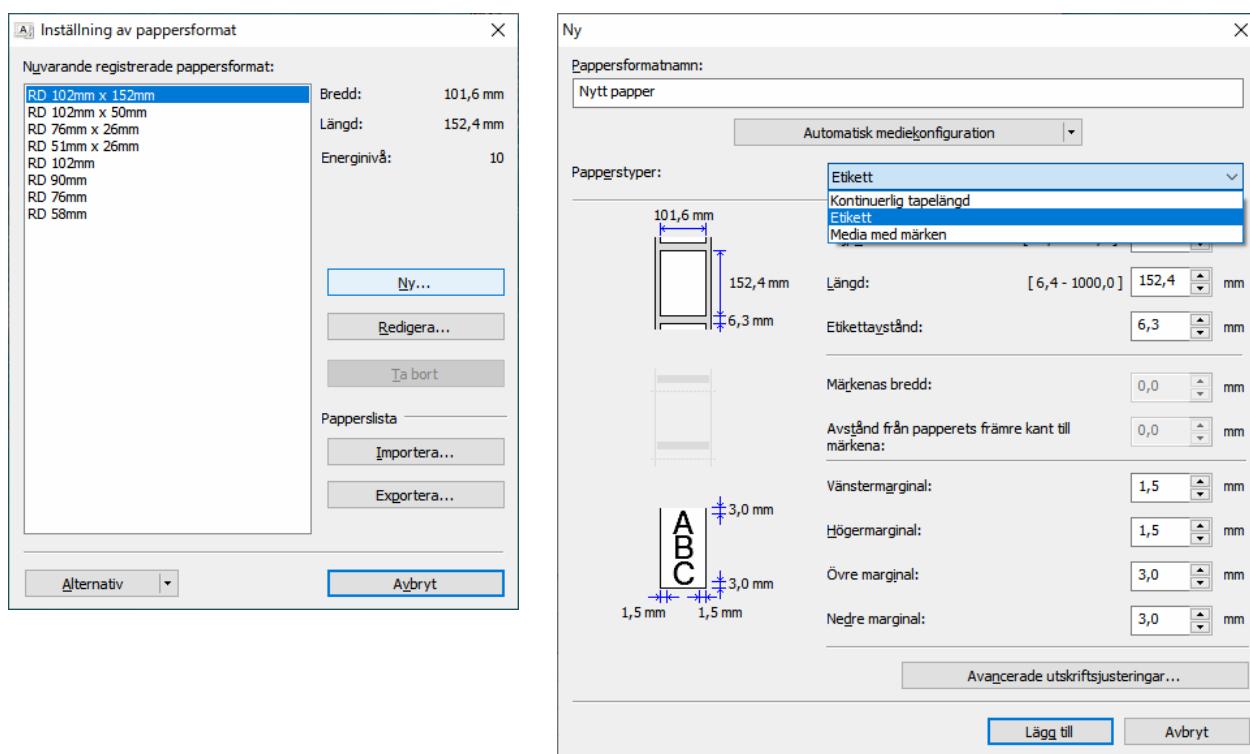 Inställning av pappersformat
Nuvarande registrerade pappersformat:
RD 102mm x 152mm
RD 102mm x 50mm
RD 76mm x 26mm
RD 51mm x 26mm
RD 102mm
RD 90mm
RD 76mm
RD 58mm
Bredd: 101,6 mm
Längd: 152,4 mm
Energinivå: 10
Ny...
Redigera...
Ta bort
Papperslista
Importera...
Exportera...
Alternativ
Avbryt
Ny
Pappersformatnamn:
Nytt papper
Automatisk mediekonfiguration
Papperstyper:
Etikett
Kontinuerlig tapelängd
Etikett
Media med märken
101,6 mm
152,4 mm
6,3 mm
Längd: [ 6,4 - 1000,0 ] 152,4 mm
Etikettavstånd: 6,3 mm
Märkenas bredd: 0,0 mm
Avstånd från papperets främre kant till
märkena: 0,0 mm
Vänstermarginal: 1,5 mm
Högermarginal: 1,5 mm
Övre marginal: 3,0 mm
Nedre marginal: 3,0 mm
3,0 mm
A
B
C
3,0 mm
1,5 mm 1,5 mm
Avancerade utskriftsjusteringar...
Lägg till
Avbryt